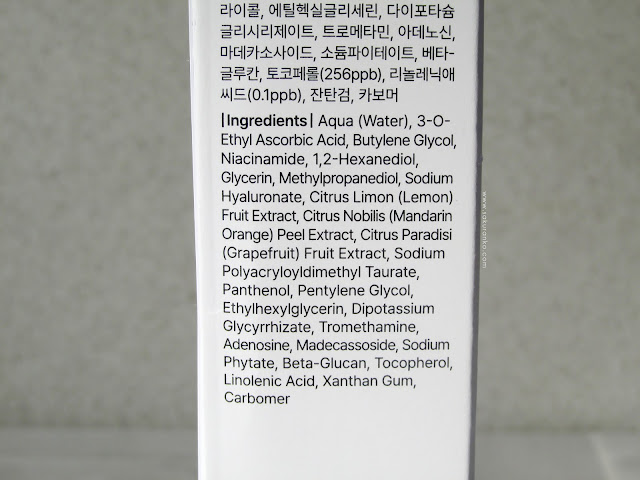 라이콜, 에틸헥실글리세린, 다이포타슘
글리시리제이트, 트로메타민, 아데노신,
마데카소사이드, 소듐파이테이트, 베타-
글루칸, 토코페롤(256ppb), 리놀레닉애
씨드(0.1ppb), 잔탄검, 카보머
|Ingredients| Aqua (Water), 3-O-
Ethyl Ascorbic Acid, Butylene Glycol,
Niacinamide, 1,2-Hexanediol,
Glycerin, Methylpropanediol, Sodium
Hyaluronate, Citrus Limon (Lemon)
Fruit Extract, Citrus Nobilis (Mandarin
Orange) Peel Extract, Citrus Paradisi
(Grapefruit) Fruit Extract, Sodium
Polyacryloyldimethyl Taurate,
Panthenol, Pentylene Glycol,
Ethylhexylglycerin, Dipotassium
Glycyrrhizate, Tromethamine,
Adenosine, Madecassoside, Sodium
Phytate, Beta-Glucan, Tocopherol,
Linolenic Acid, Xanthan Gum,
Carbomer